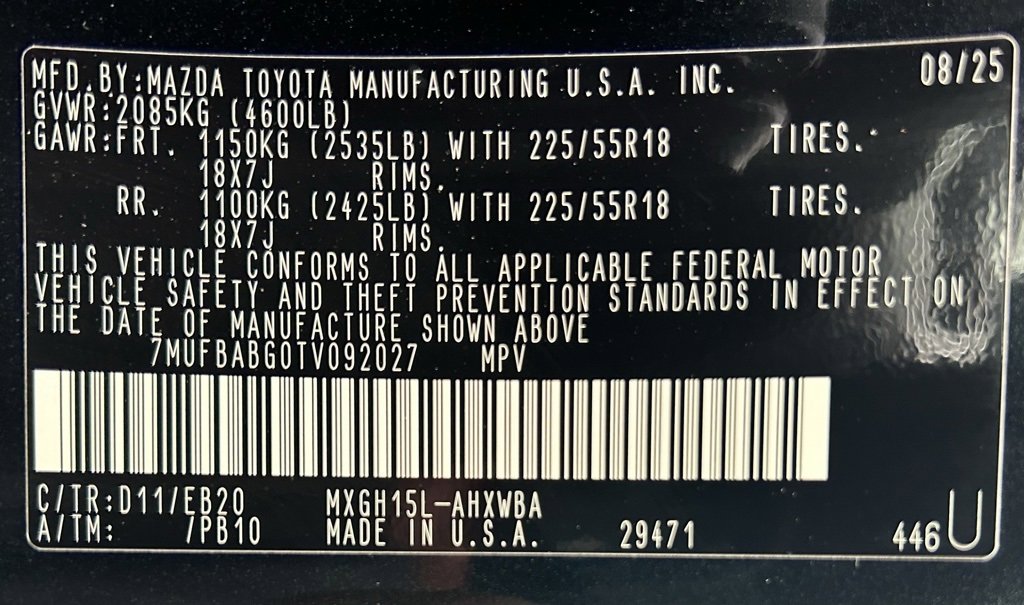 MFD.BY:MAZDA TOYOTA MANUFACTURING U.S.A. INC. 08/25
GVWR:2085KG (4600LB)
GAWR:FRT. 1150KG (2535LB) WITH 225/55R18 TIRES.
18X7J RIMS.
RR. 1100KG (2425LB) WITH 225/55R18 TIRES.
18X7J RIMS.
THIS VEHICLE CONFORMS TO ALL APPLICABLE FEDERAL MOTOR
VEHICLE SAFETY AND THEFT PREVENTION STANDARDS IN EFFECT ON
THE DATE OF MANUFACTURE SHOWN ABOVE
7MUFBABG0TV092027 MPV
C/TR:D11/EB20 MXGH15L-AHXWBA
A/TM: /PB10 MADE IN U.S.A. 29471 446 U